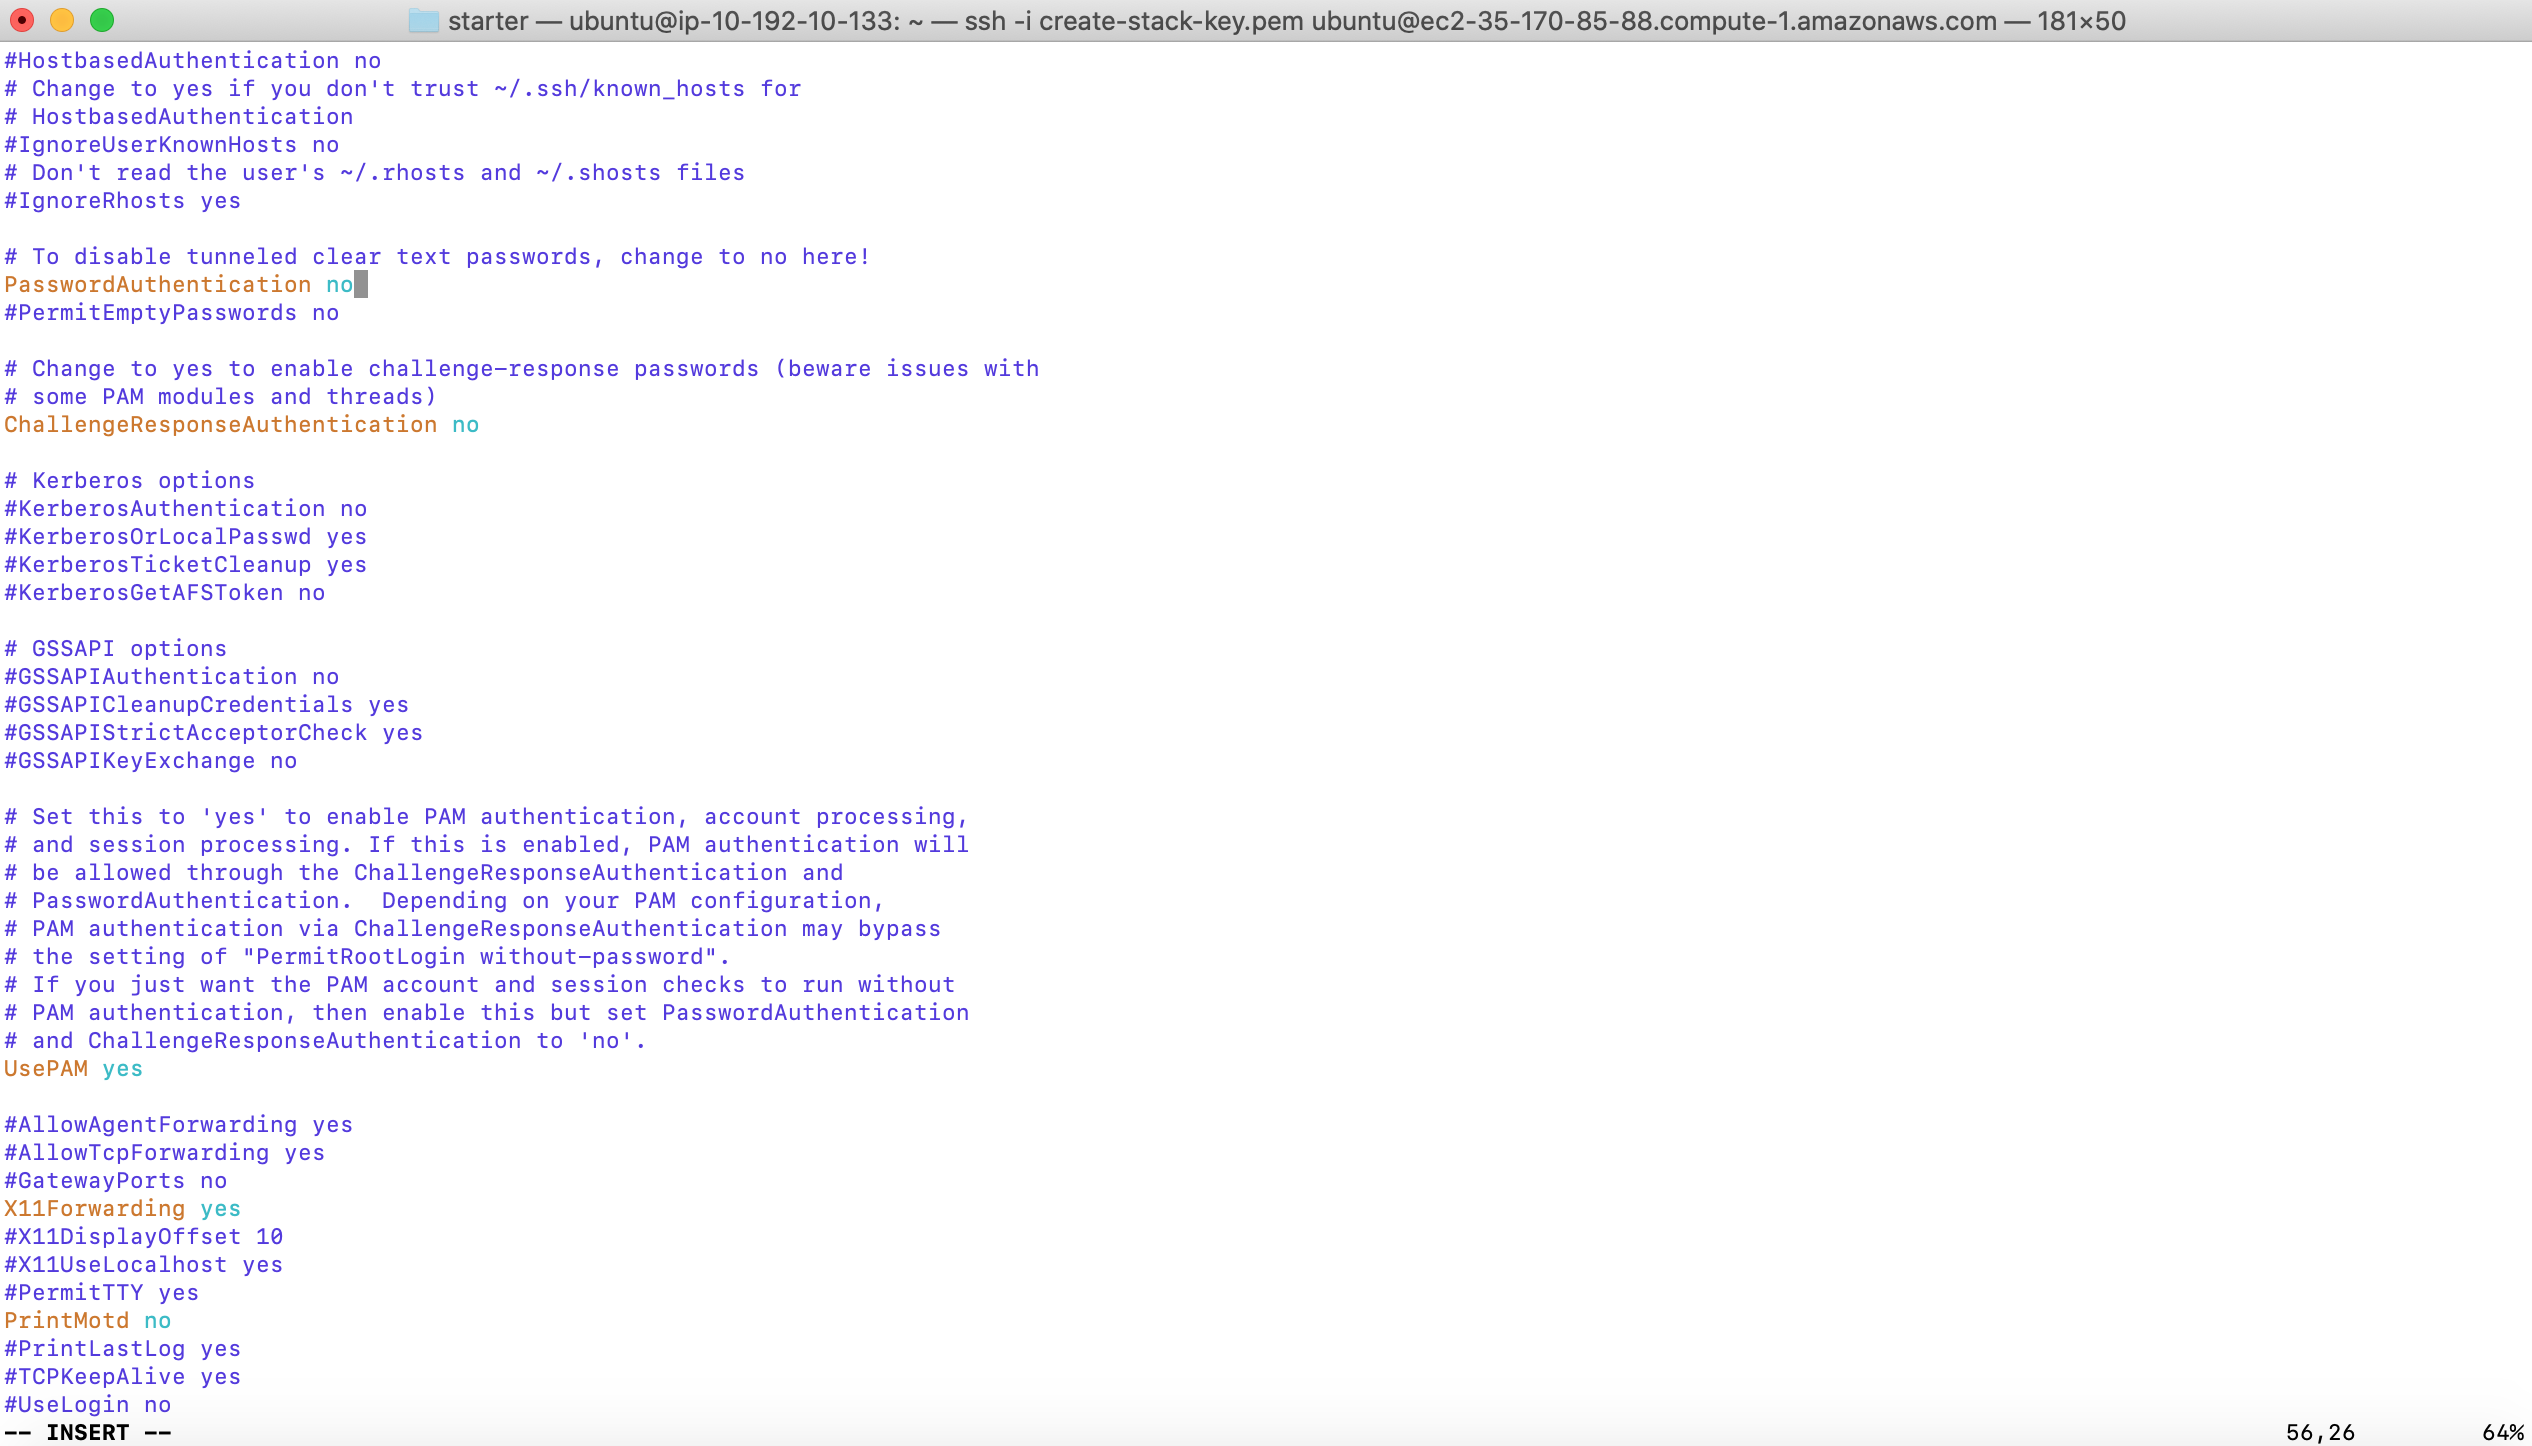 starter — ubuntu@ip-10-192-10-133: ~ — ssh -i create-stack-key.pem ubuntu@ec2-35-170-85-88.compute-1.amazonaws.com — 181×50
#HostbasedAuthentication no
# Change to yes if you don't trust ~/.ssh/known_hosts for
# HostbasedAuthentication
#IgnoreUserKnownHosts no
# Don't read the user's ~/.rhosts and ~/.shosts files
#IgnoreRhosts yes
# To disable tunneled clear text passwords, change to no here!
PasswordAuthentication no
#PermitEmptyPasswords no
# Change to yes to enable challenge-response passwords (beware issues with
# some PAM modules and threads)
ChallengeResponseAuthentication no
# Kerberos options
#KerberosAuthentication no
#KerberosOrLocalPasswd yes
#KerberosTicketCleanup yes
#KerberosGetAFSToken no
# GSSAPI options
#GSSAPIAuthentication no
#GSSAPICleanupCredentials yes
#GSSAPIStrictAcceptorCheck yes
#GSSAPIKeyExchange no
# Set this to 'yes' to enable PAM authentication, account processing,
# and session processing. If this is enabled, PAM authentication will
# be allowed through the ChallengeResponseAuthentication and
# PasswordAuthentication.  Depending on your PAM configuration,
# PAM authentication via ChallengeResponseAuthentication may bypass
# the setting of "PermitRootLogin without-password".
# If you just want the PAM account and session checks to run without
# PAM authentication, then enable this but set PasswordAuthentication
# and ChallengeResponseAuthentication to 'no'.
UsePAM yes
#AllowAgentForwarding yes
#AllowTcpForwarding yes
#GatewayPorts no
X11Forwarding yes
#X11DisplayOffset 10
#X11UseLocalhost yes
#PermitTTY yes
PrintMotd no
#PrintLastLog yes
#TCPKeepAlive yes
#UseLogin no
-- INSERT -- 56,26 64%